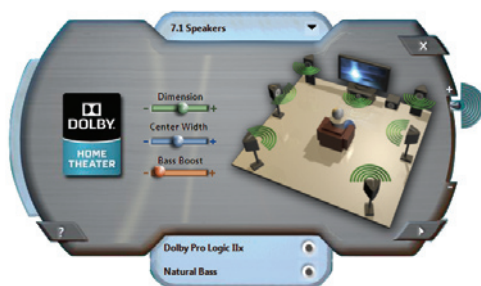 7.1 Speakers
X
Dimension
- +
DOLBY.
Center Width
- +
HOME
THEATER
Bass Boost
- +
+
-
?
Dolby Pro Logic IIx
Natural Bass